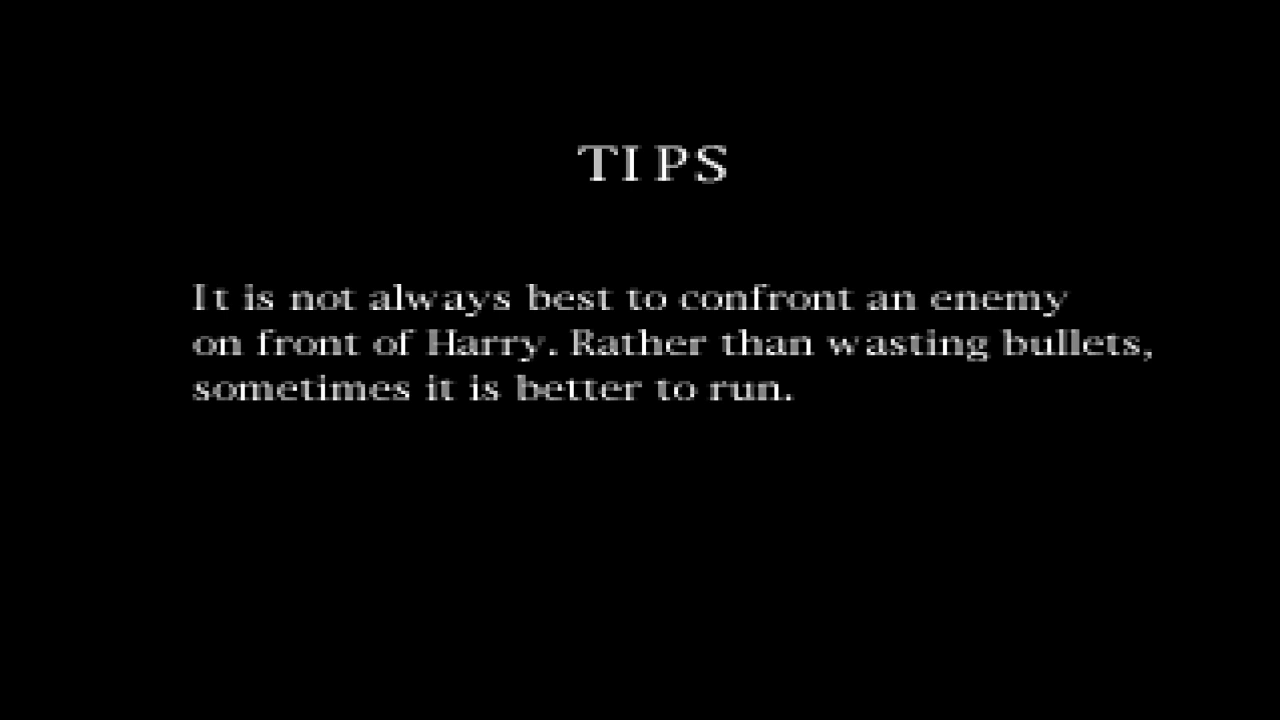 TIPS
It is not always best to confront an enemy
on front of Harry. Rather than wasting bullets,
sometimes it is better to run.